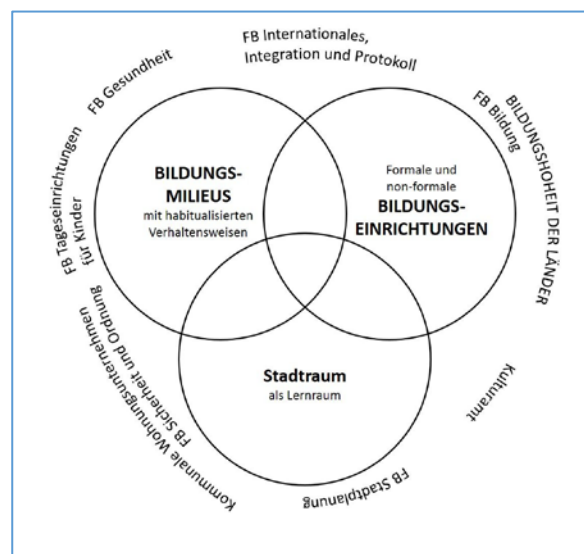 FB Internationales,
Integration und Protokoll
FB Gesundheit
FB Tageseinrichtungen
für Kinder
BILDUNGS-
MILIEUS
mit habitualisierten
Verhaltensweisen
Formale und
non-formale
BILDUNGS-
EINRICHTUNGEN
FB Bildung
BILDUNGSHOHEIT DER LÄNDER
Stadtraum
als Lernraum
FB Sicherheit und Ordnung
Kommunale Wohnungsunternehmen
Kulturamt
FB Stadtplanung